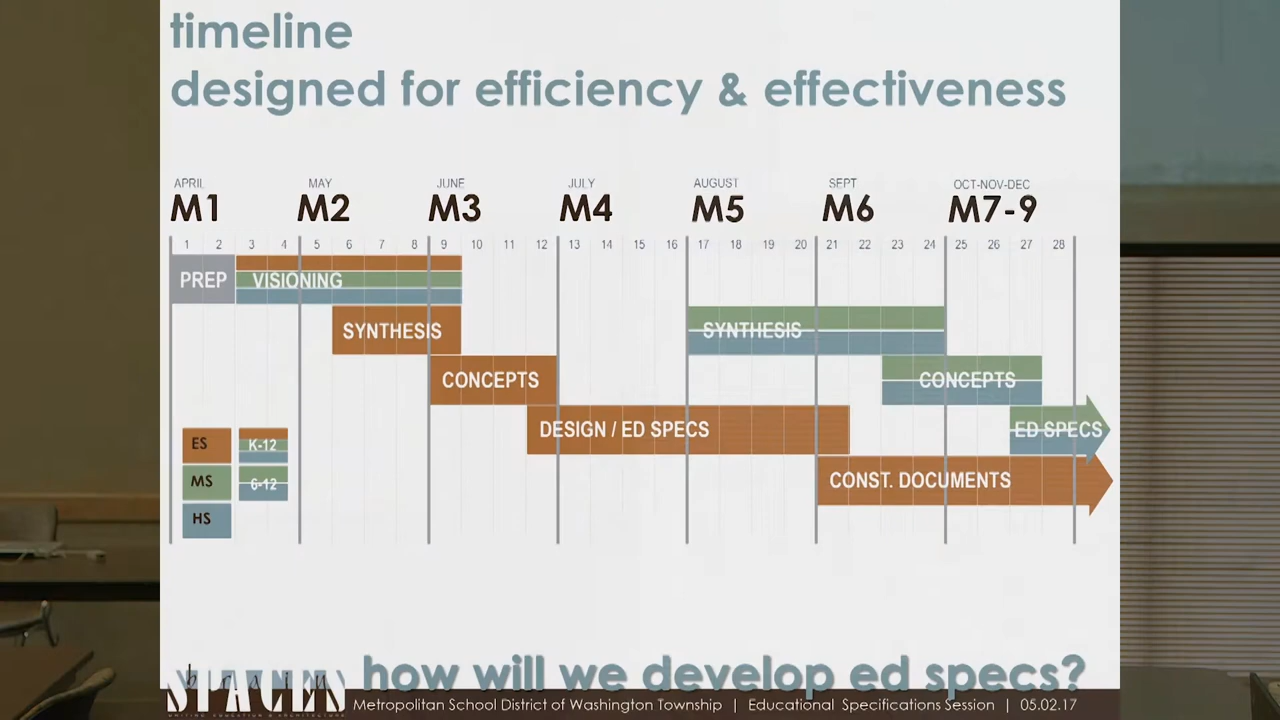 timeline
designed for efficiency & effectiveness
APRIL MAY JUNE JULY AUGUST SEPT OCT-NOV-DEC
M1 M2 M3 M4 M5 M6 M7-9
1 2 3 4 5 6 7 8 9 10 11 12 13 14 15 16 17 18 19 20 21 22 23 24 25 26 27 28
PREP VISIONING
SYNTHESIS SYNTHESIS
CONCEPTS CONCEPTS
DESIGN / ED SPECS ED SPECS
ES K-12
CONST. DOCUMENTS
MS 6-12
HS
how will we develop ed specs?
brain
SPACES
Metropolitan School District of Washington Township | Educational Specifications Session | 05.02.17